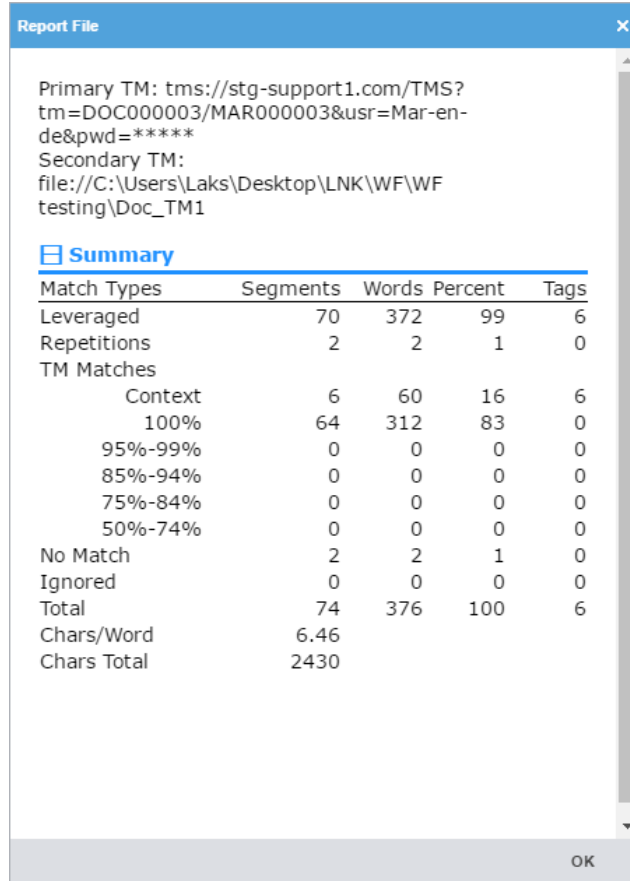 Report File
Primary TM: tms://stg-support1.com/TMS?
tm=DOC000003/MAR000003&usr=Mar-en-
de&pwd=*****
Secondary TM:
file://C:\Users\Laks\Desktop\LNK\WF\WF
testing\Doc_TM1
Summary
Match Types Segments Words Percent Tags
Leveraged 70 372 99 6
Repetitions 2 2 1 0
TM Matches
Context 6 60 16 6
100% 64 312 83 0
95%-99% 0 0 0 0
85%-94% 0 0 0 0
75%-84% 0 0 0 0
50%-74% 0 0 0 0
No Match 2 2 1 0
Ignored 0 0 0 0
Total 74 376 100 6
Chars/Word 6.46
Chars Total 2430
OK